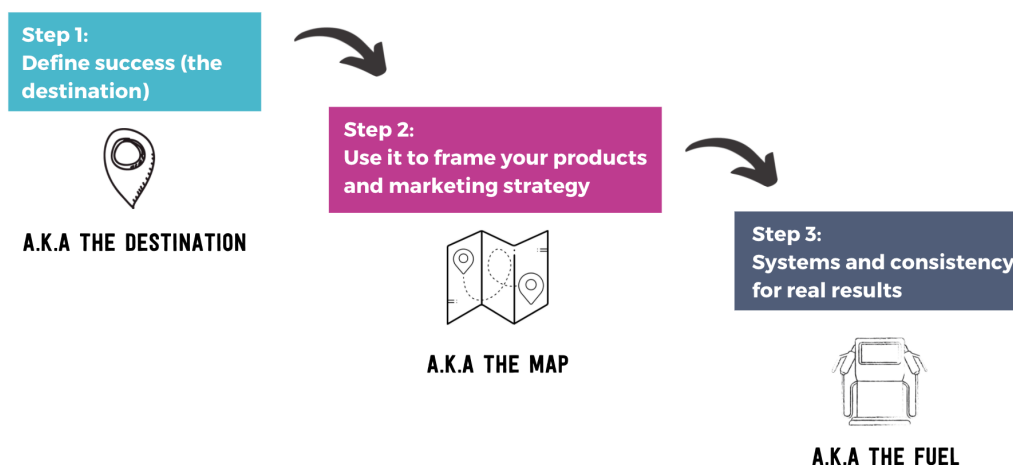 Step 1:
Define success (the
destination)
A.K.A THE DESTINATION
Step 2:
Use it to frame your products
and marketing strategy
A.K.A THE MAP
Step 3:
Systems and consistency
for real results
A.K.A THE FUEL